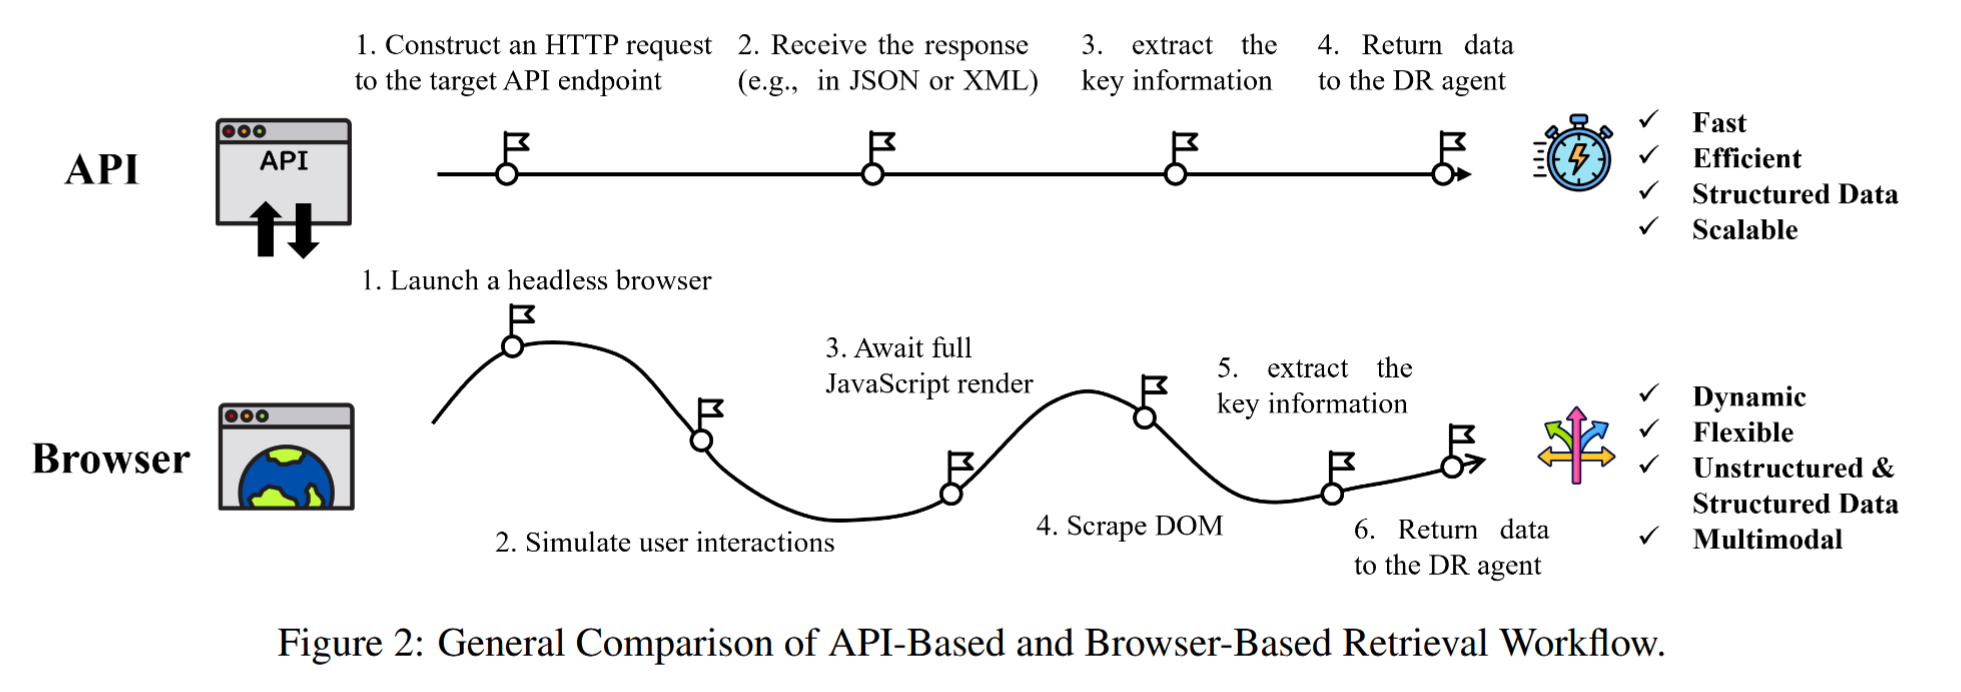 1. Construct an HTTP request
to the target API endpoint
2. Receive the response
(e.g., in JSON or XML)
3. extract the
key information
4. Return data
to the DR agent
API
API
✓ Fast
✓ Efficient
✓ Structured Data
✓ Scalable
1. Launch a headless browser
3. Await full
JavaScript render
5. extract the
key information
Browser
2. Simulate user interactions
4. Scrape DOM
6. Return data
to the DR agent
✓ Dynamic
✓ Flexible
✓ Unstructured &
Structured Data
✓ Multimodal
Figure 2: General Comparison of API-Based and Browser-Based Retrieval Workflow.